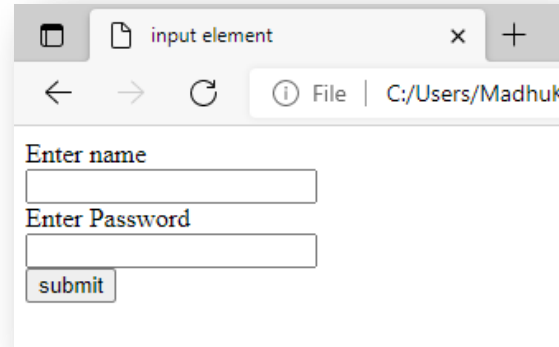 input element
File | C:/Users/Madhuk
Enter name
Enter Password
submit